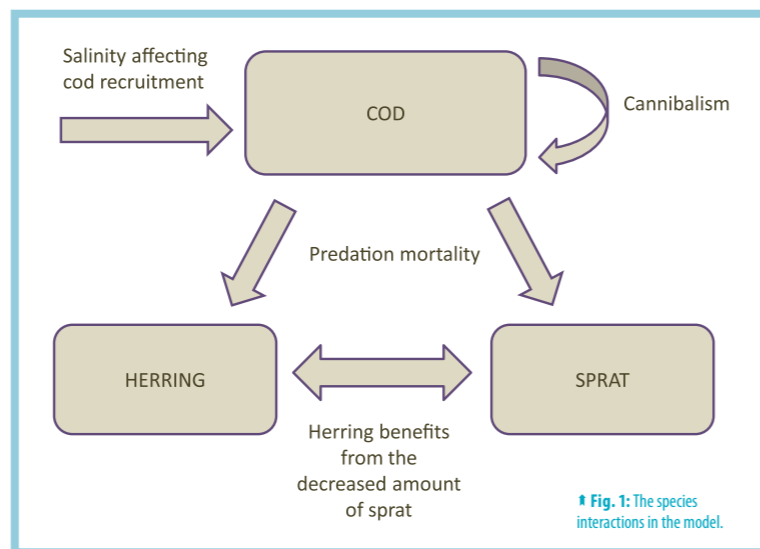 Salinity affecting
cod recruitment
COD
Cannibalism
Predation mortality
HERRING
SPRAT
Herring benefits
from the
decreased amount
of sprat
Fig. 1: The species
interactions in the model.